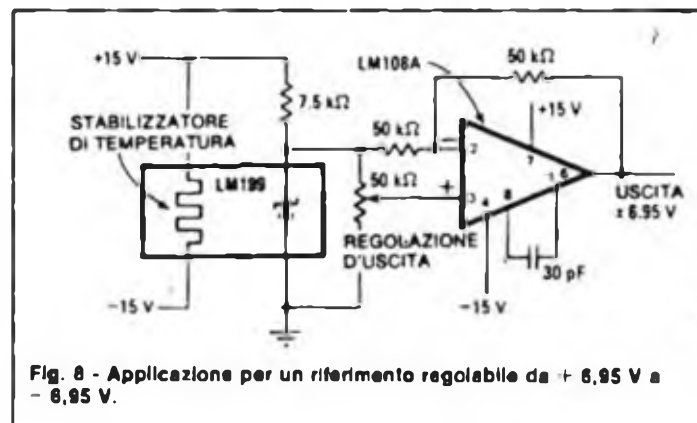 +15 V
7.5 kΩ
STABILIZZATORE
DI TEMPERATURA
LM199
−15 V
50 kΩ
50 kΩ
REGOLAZIONE
D'USCITA
LM108A
50 kΩ
+15 V
−
2
+
3
4
7
8
1
6
30 pF
−15 V
USCITA
± 6.95 V
Fig. 8 - Applicazione per un riferimento regolabile da + 6,95 V a
− 6,95 V.